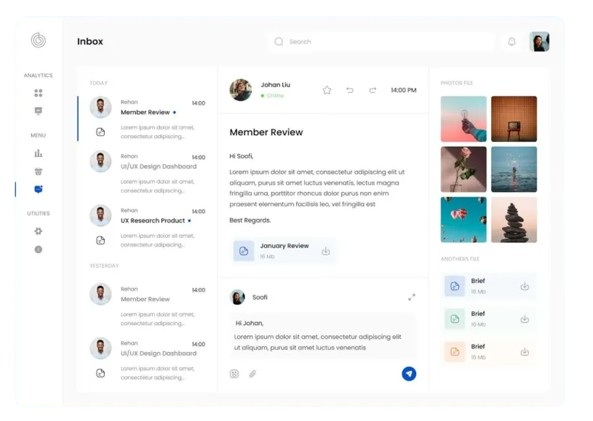 Inbox
Search
ANALYTICS
MENU
UTILITIES
TODAY
Rehan
14:00
Member Review
Lorem ipsum dolor sit amet,
consectetur adipiscing...
Rehan
14:00
UI/UX Design Dashboard
Lorem ipsum dolor sit amet,
consectetur adipiscing...
Rehan
14:00
UX Research Product
Lorem ipsum dolor sit amet,
consectetur adipiscing...
YESTERDAY
Rehan
14:00
Member Review
Lorem ipsum dolor sit amet,
consectetur adipiscing...
Rehan
14:00
UI/UX Design Dashboard
Lorem ipsum dolor sit amet,
consectetur adipiscing...
Johan Liu
Online
14:00 PM
Member Review
Hi Soofi,
Lorem ipsum dolor sit amet, consectetur adipiscing elit ut
aliquam, purus sit amet luctus venenatis, lectus magna
fringilla urna, porttitor rhoncus dolor purus non enim
praesent elementum facilisis leo, vel fringilla est
Best Regards.
January Review
16 Mb
Soofi
Hi Johan,
Lorem ipsum dolor sit amet, consectetur adipiscing elit
ut aliquam, purus sit amet luctus venenatis
PHOTOS FILE
ANOTHERS FILE
Brief
16 Mb
Brief
16 Mb
Brief
16 Mb